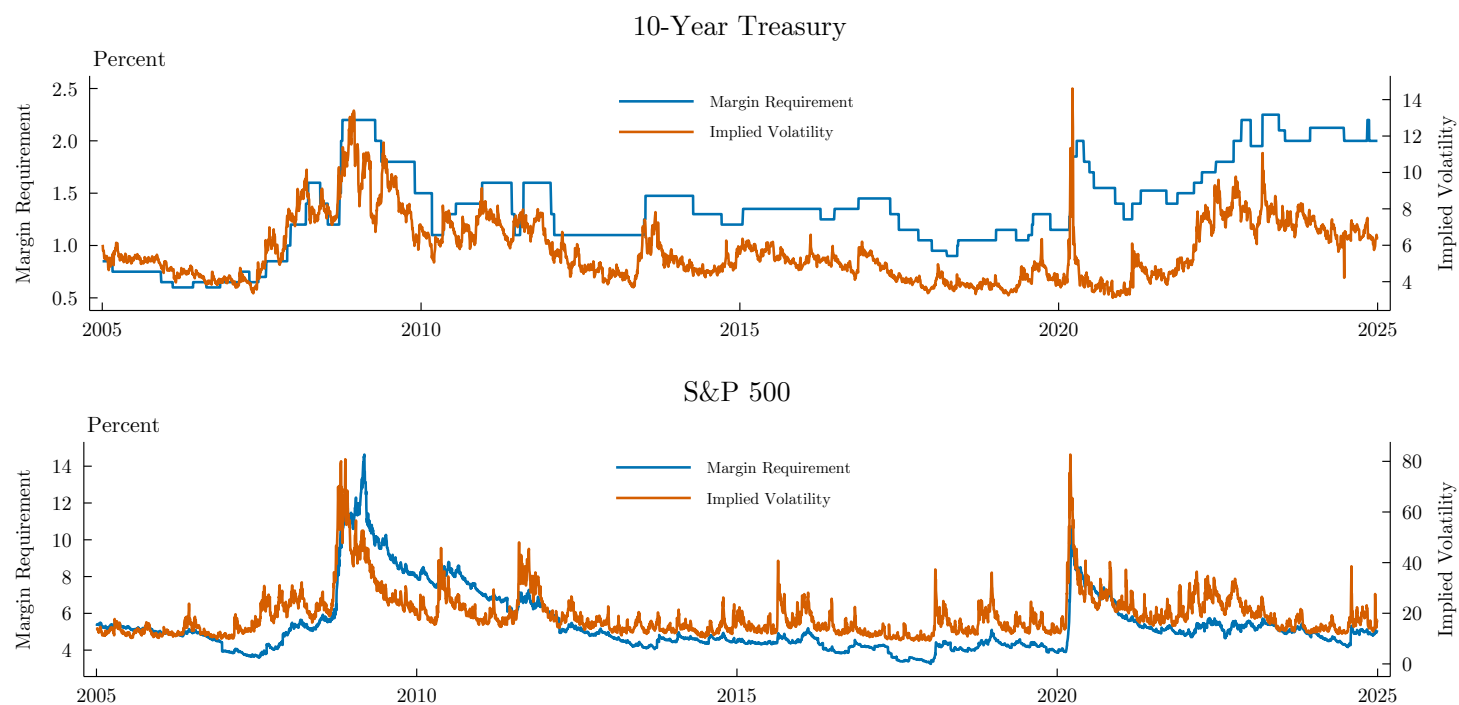 10-Year Treasury
Percent
Margin Requirement
Implied Volatility
2.5
2.0
1.5
1.0
0.5
14
12
10
8
6
4
Margin Requirement
Implied Volatility
2005 2010 2015 2020 2025
S&P 500
Percent
Margin Requirement
Implied Volatility
14
12
10
8
6
4
80
60
40
20
0
Margin Requirement
Implied Volatility
2005 2010 2015 2020 2025